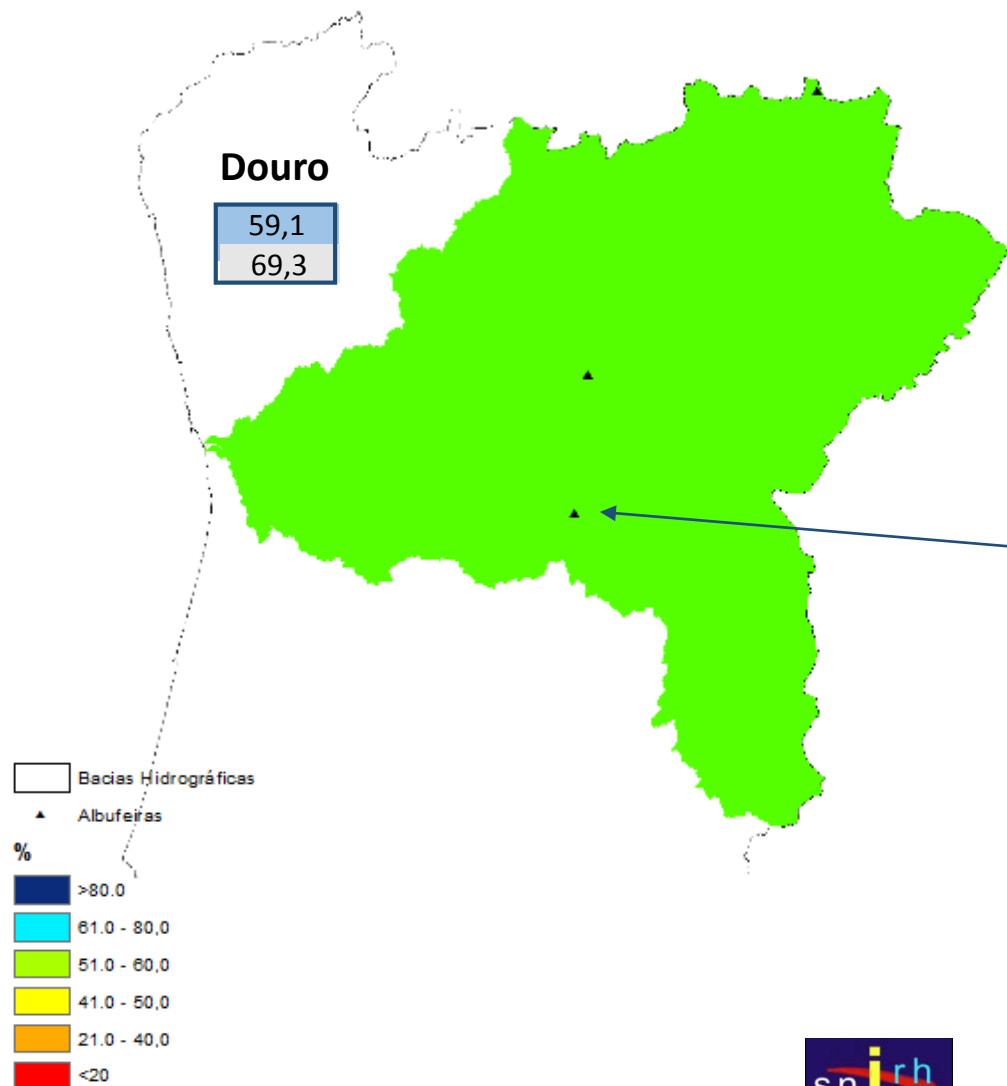 Douro
59,1
69,3
Bacias Hidrográficas
Albufeiras
%
>80.0
61.0 - 80,0
51.0 - 60,0
41.0 - 50,0
21.0 - 40,0
<20
snirh